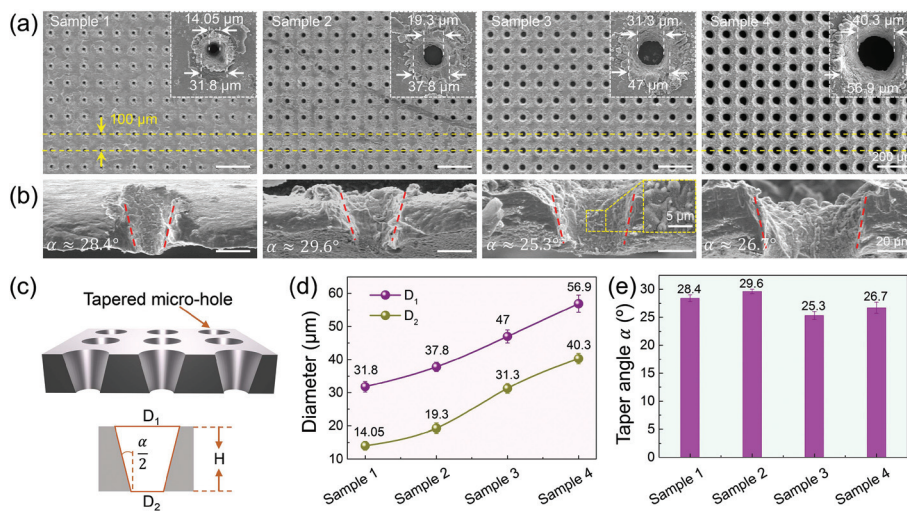 (a)
Sample 1
14.05 μm
31.8 μm
100 μm
Sample 2
19.3 μm
37.8 μm
Sample 3
31.3 μm
47 μm
Sample 4
40.3 μm
56.9 μm
200 μm
(b)
α ≈ 28.4°
α ≈ 29.6°
α ≈ 25.3°
5 μm
α ≈ 26.7°
20 μm
(c)
Tapered micro-hole
D1
α/2
H
D2
(d)
Diameter (μm)
60
50
40
30
20
10
D1
D2
31.8
37.8
47
56.9
14.05
19.3
31.3
40.3
Sample 1
Sample 2
Sample 3
Sample 4
(e)
Taper angle α (°)
30
25
20
15
10
5
0
28.4
29.6
25.3
26.7
Sample 1
Sample 2
Sample 3
Sample 4